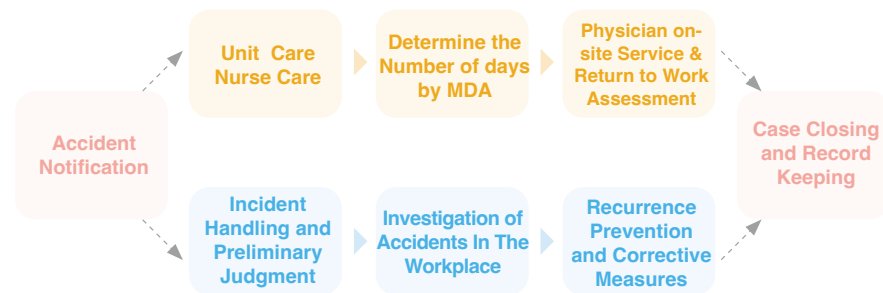 Accident
Notification
Unit Care
Nurse Care
Determine the
Number of days
by MDA
Physician on-
site Service &
Return to Work
Assessment
Incident
Handling and
Preliminary
Judgment
Investigation of
Accidents In The
Workplace
Recurrence
Prevention
and Corrective
Measures
Case Closing
and Record
Keeping